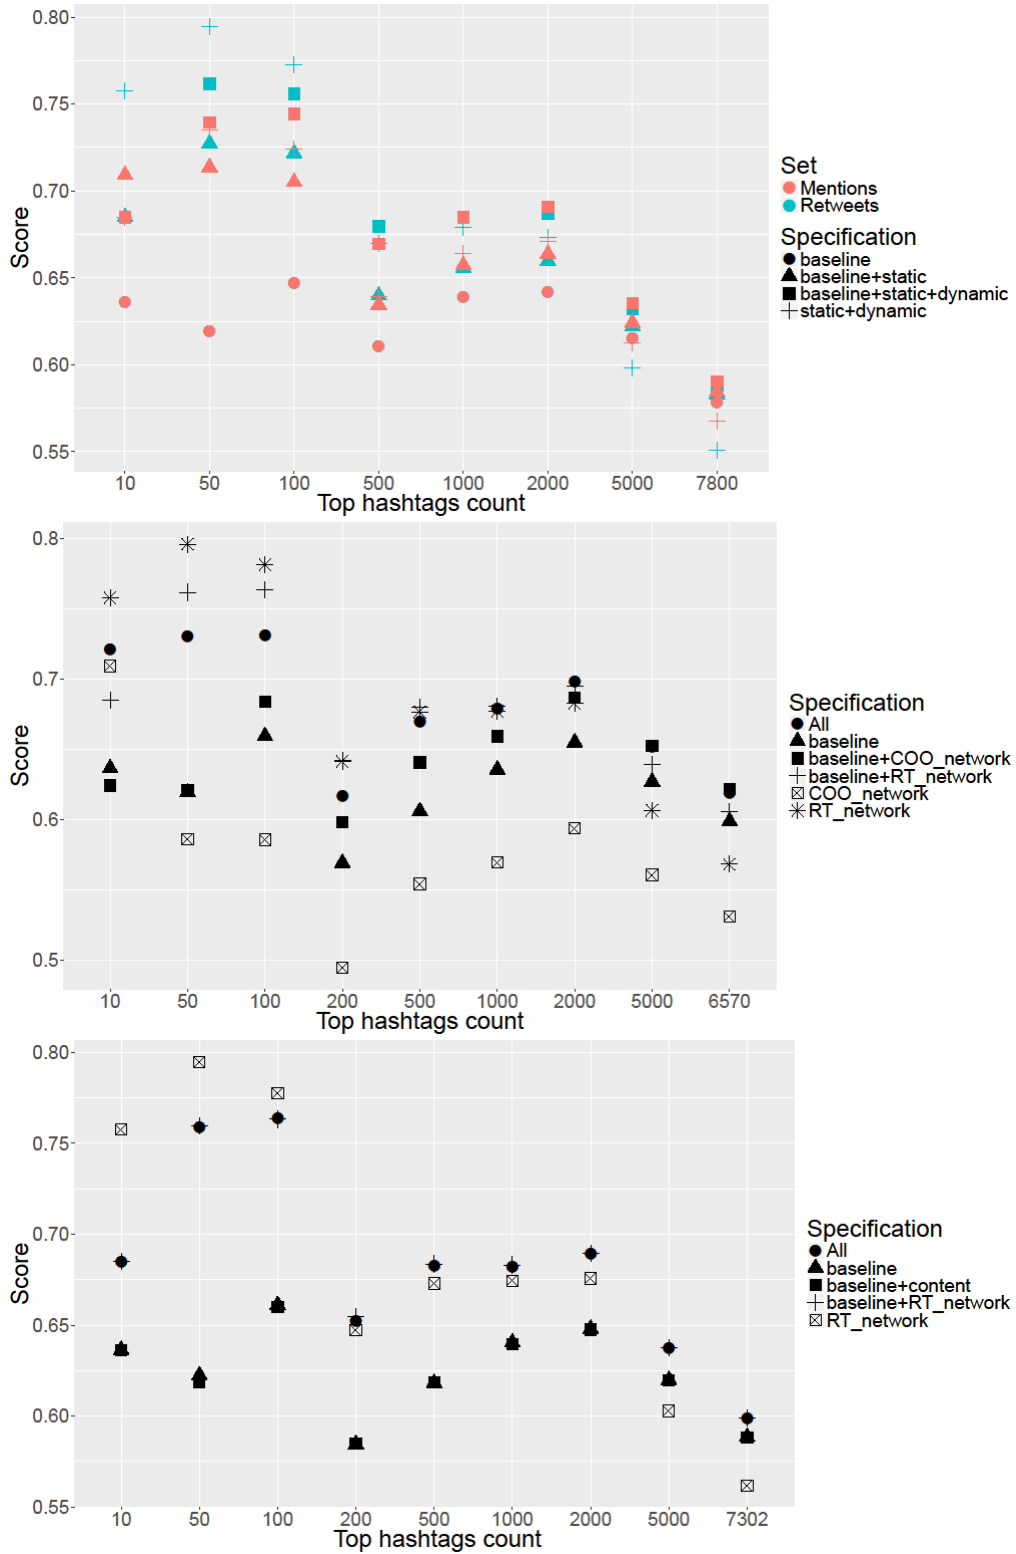 0.80
0.75
0.70
0.65
0.60
0.55
Score
10 50 100 500 1000 2000 5000 7800
Top hashtags count
Set
Mentions
Retweets
Specification
baseline
baseline+static
baseline+static+dynamic
static+dynamic
0.8
0.7
0.6
0.5
Score
10 50 100 200 500 1000 2000 5000 6570
Top hashtags count
Specification
All
baseline
baseline+COO_network
baseline+RT_network
COO_network
RT_network
0.80
0.75
0.70
0.65
0.60
0.55
Score
10 50 100 200 500 1000 2000 5000 7302
Top hashtags count
Specification
All
baseline
baseline+content
baseline+RT_network
RT_network